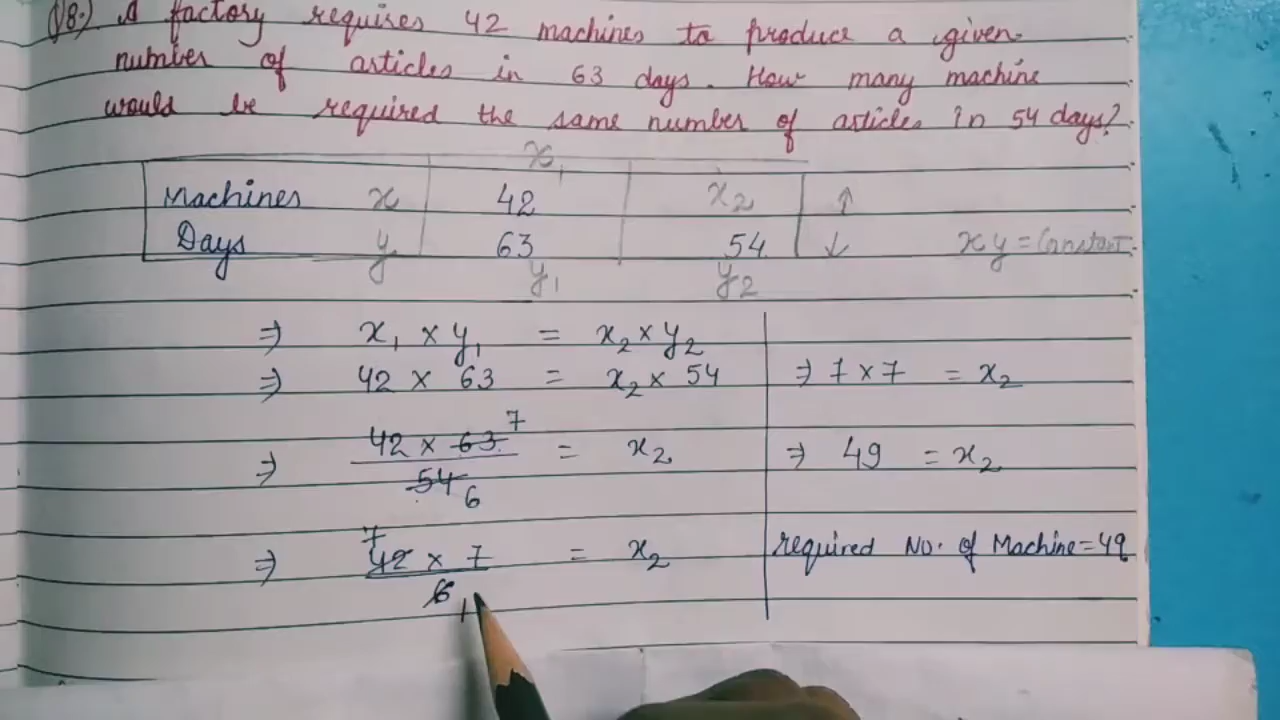 Q8.) A factory requires 42 machines to produce a given
number of articles in 63 days. How many machine
would be required the same number of articles in 54 days?
x₁
Machines x 42 x₂ ↑
Days y 63 54 ↓ xy = Constant
y₁ y₂
⇒ x₁ × y₁ = x₂ × y₂
⇒ 42 × 63 = x₂ × 54
⇒ 42 × 63 7 = x₂
54 6
⇒ 7 42 × 7 = x₂
6 1
⇒ 7 × 7 = x₂
⇒ 49 = x₂
required No. of Machine = 49